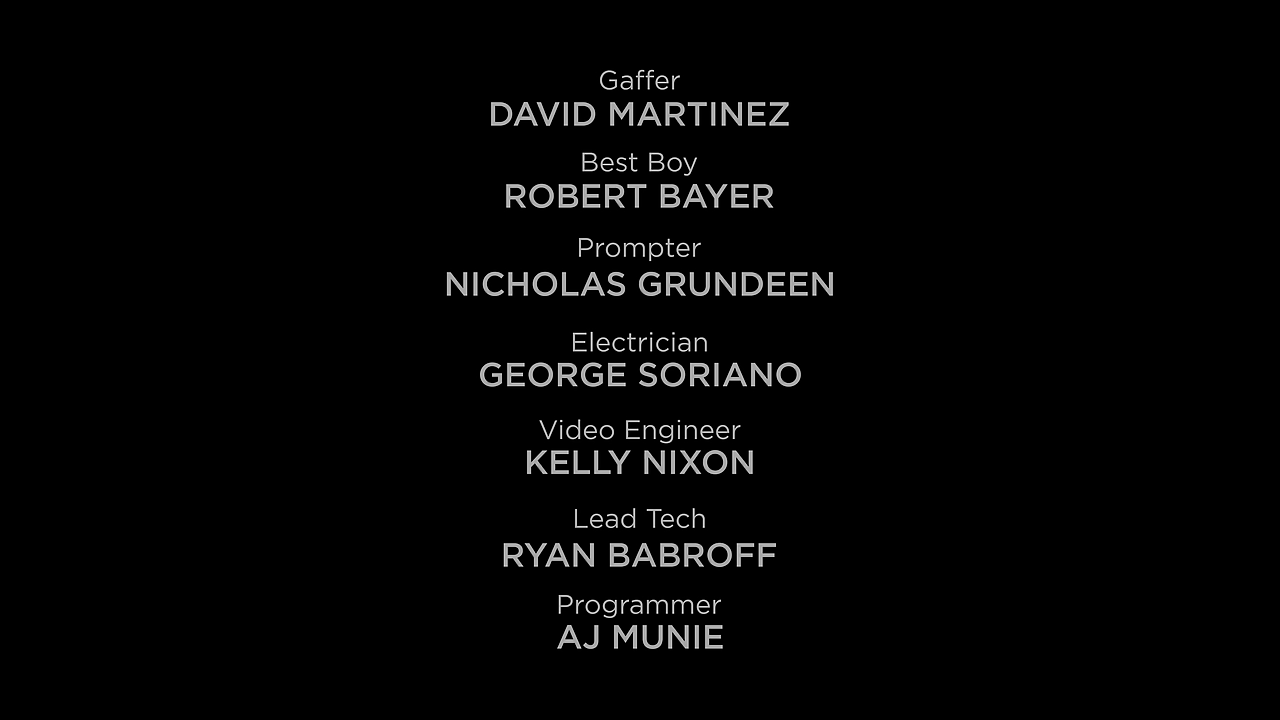 Gaffer
DAVID MARTINEZ
Best Boy
ROBERT BAYER
Prompter
NICHOLAS GRUNDEEN
Electrician
GEORGE SORIANO
Video Engineer
KELLY NIXON
Lead Tech
RYAN BABROFF
Programmer
AJ MUNIE